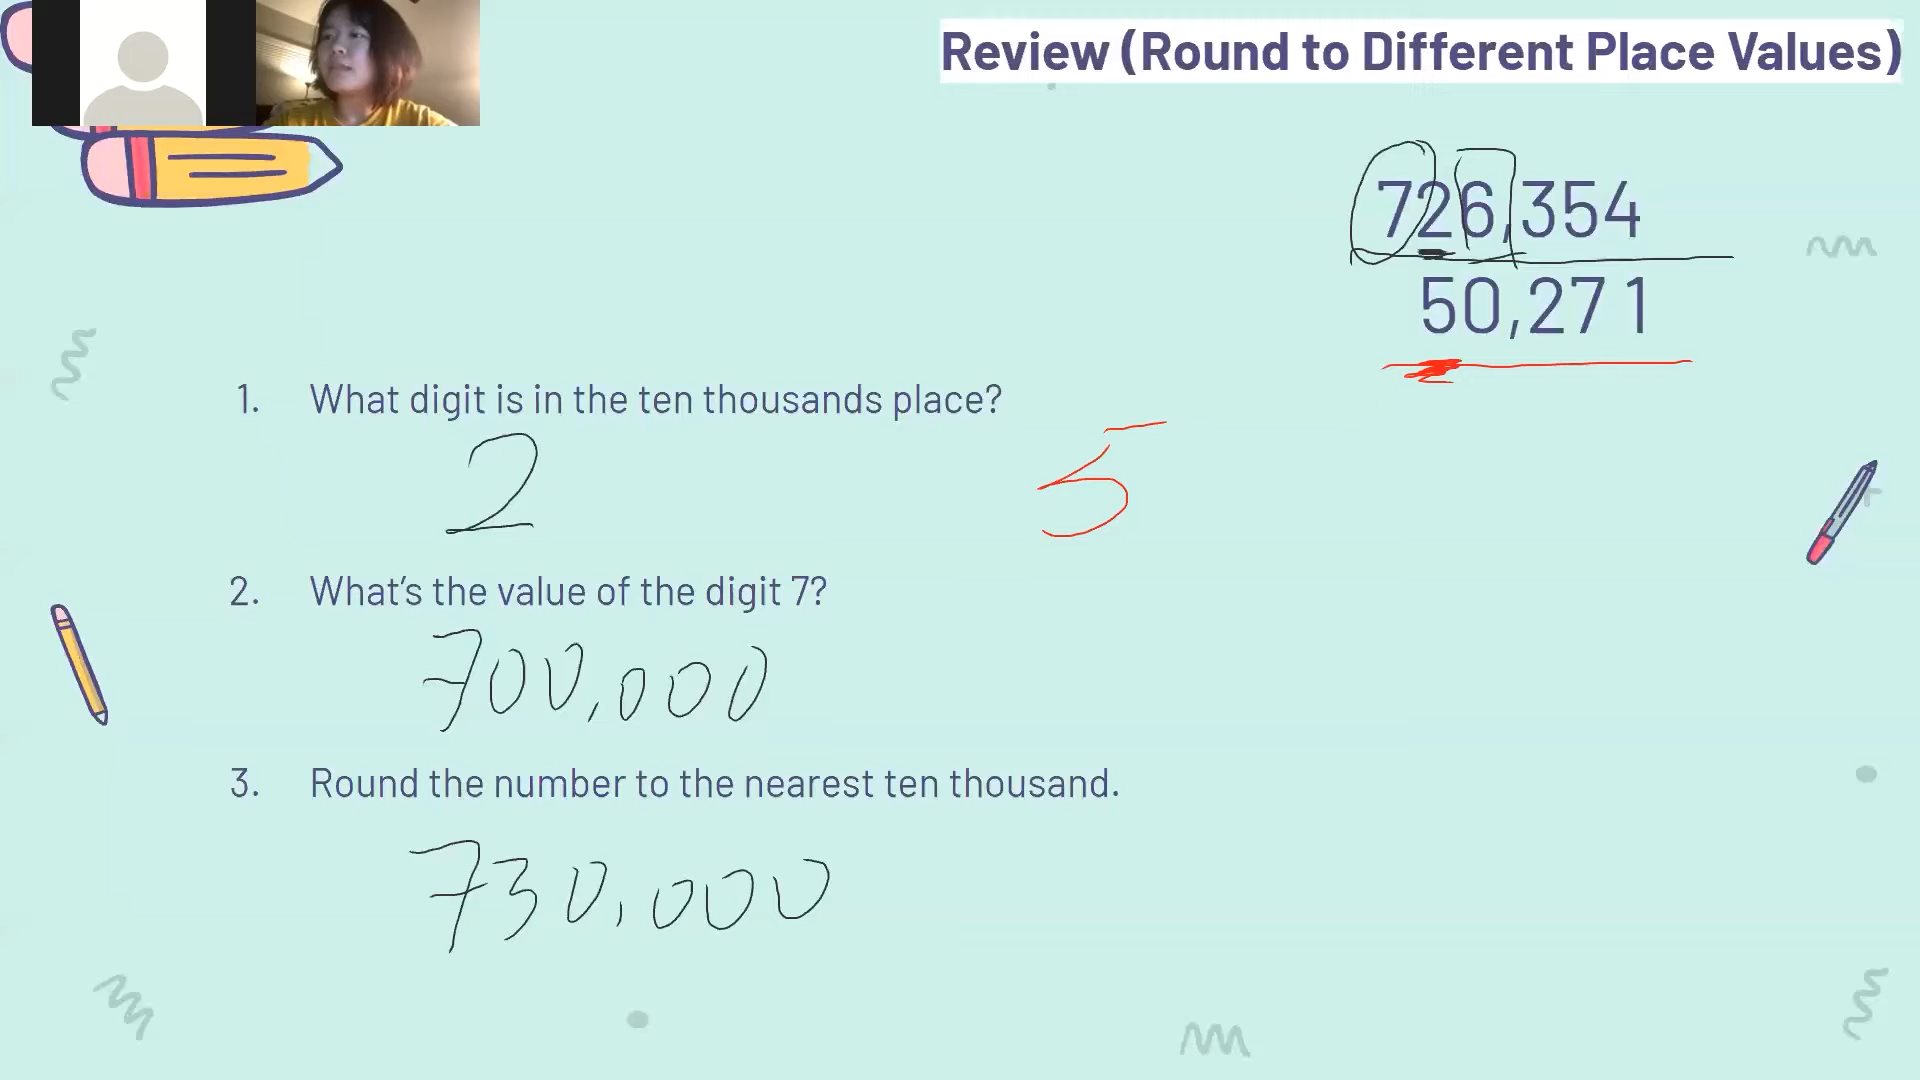 Review (Round to Different Place Values)
726,354
50,271
1. What digit is in the ten thousands place?
2 5
2. What's the value of the digit 7?
700,000
3. Round the number to the nearest ten thousand.
730,000